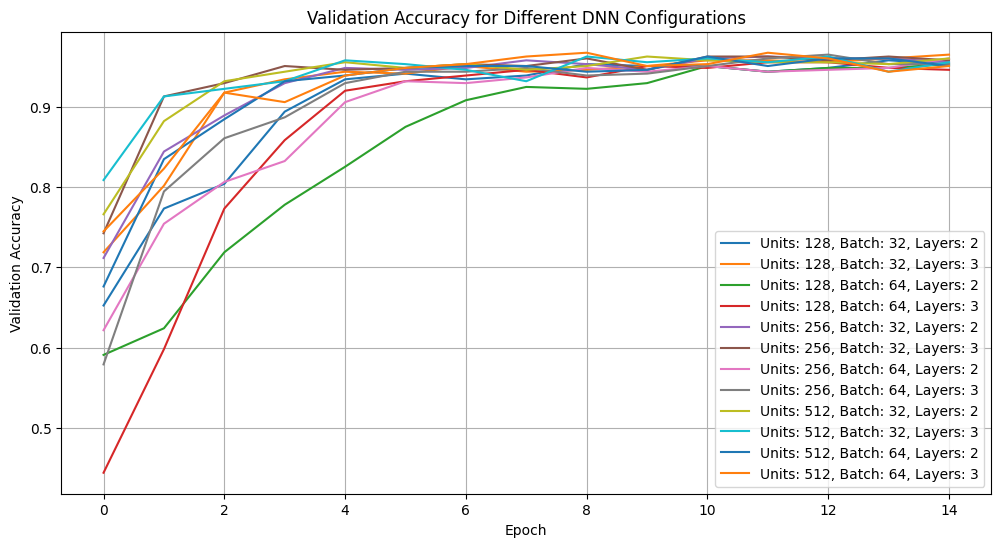 Validation Accuracy for Different DNN Configurations
Validation Accuracy
0.9
0.8
0.7
0.6
0.5
Units: 128, Batch: 32, Layers: 2
Units: 128, Batch: 32, Layers: 3
Units: 128, Batch: 64, Layers: 2
Units: 128, Batch: 64, Layers: 3
Units: 256, Batch: 32, Layers: 2
Units: 256, Batch: 32, Layers: 3
Units: 256, Batch: 64, Layers: 2
Units: 256, Batch: 64, Layers: 3
Units: 512, Batch: 32, Layers: 2
Units: 512, Batch: 32, Layers: 3
Units: 512, Batch: 64, Layers: 2
Units: 512, Batch: 64, Layers: 3
0 2 4 6 8 10 12 14
Epoch